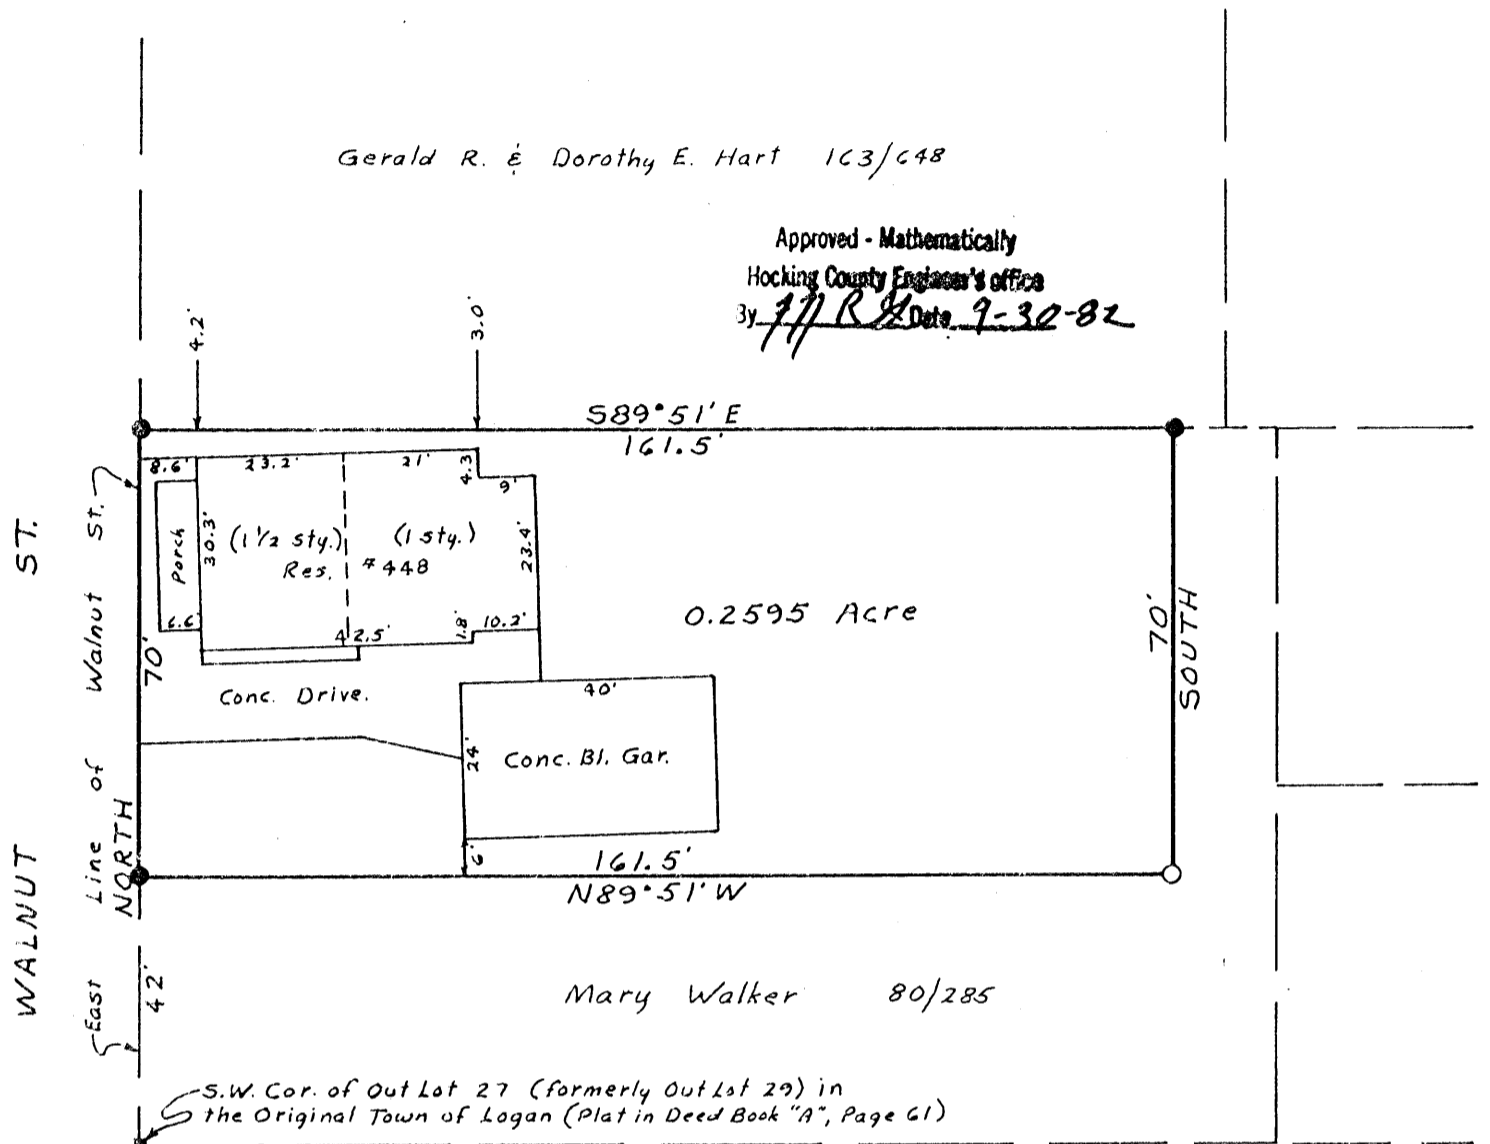 Gerald R. & Dorothy E. Hart 163/648
Approved - Mathematically
Hocking County Engineer's office
By Date 9-30-82
4.2'
3.0'
S89°51'E
161.5'
8.6'
23.2'
21'
4.3
9'
Porch
30.3'
(1 1/2 sty.)
(1 sty.)
Res. #448
23.4'
6.6'
42.5'
1.8'
10.2'
0.2595 Acre
70'
NORTH
70'
SOUTH
Conc. Drive.
40'
24'
Conc. Bl. Gar.
6'
161.5'
N89°51'W
WALNUT ST.
East Line of Walnut St.
42'
Mary Walker 80/285
S.W. Cor. of Out Lot 27 (formerly Out Lot 29) in
the Original Town of Logan (Plat in Deed Book "A", Page 61)